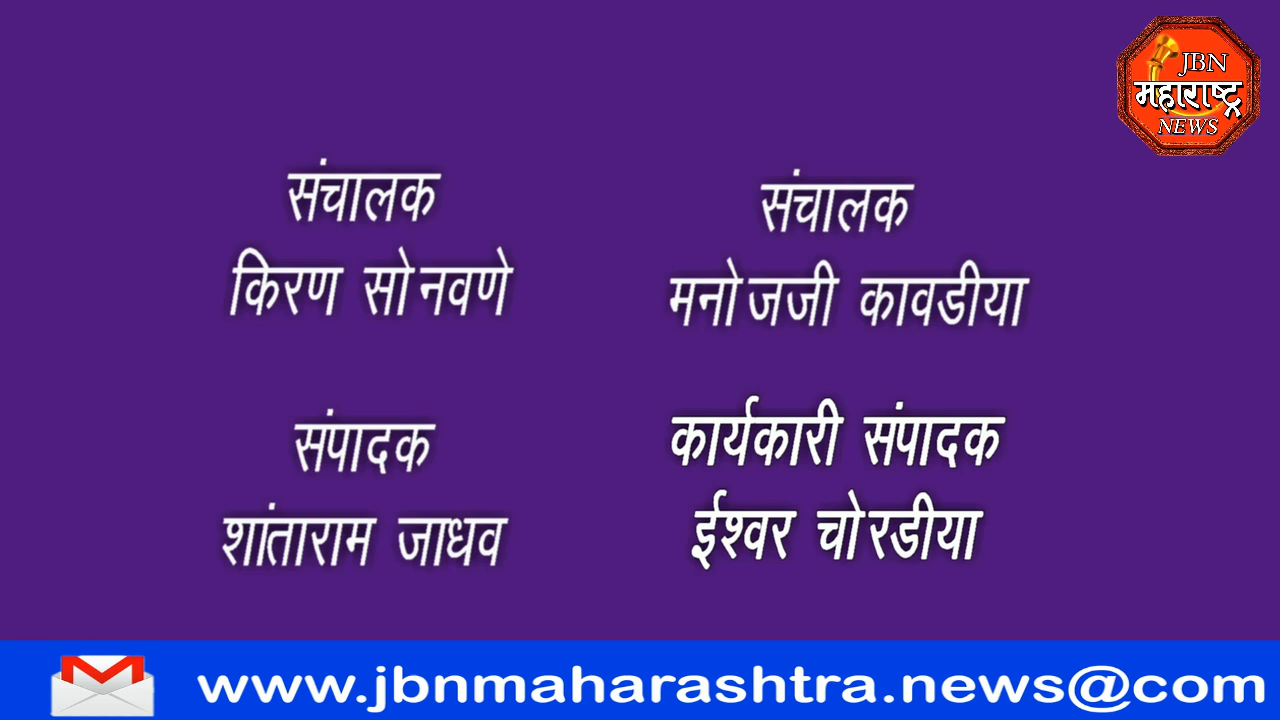 JBN
महाराष्ट्र
NEWS
संचालक
किरण सोनवणे
संचालक
मनोजजी कावडीया
संपादक
शांताराम जाधव
कार्यकारी संपादक
ईश्वर चोरडीया
www.jbnmaharashtra.news@com